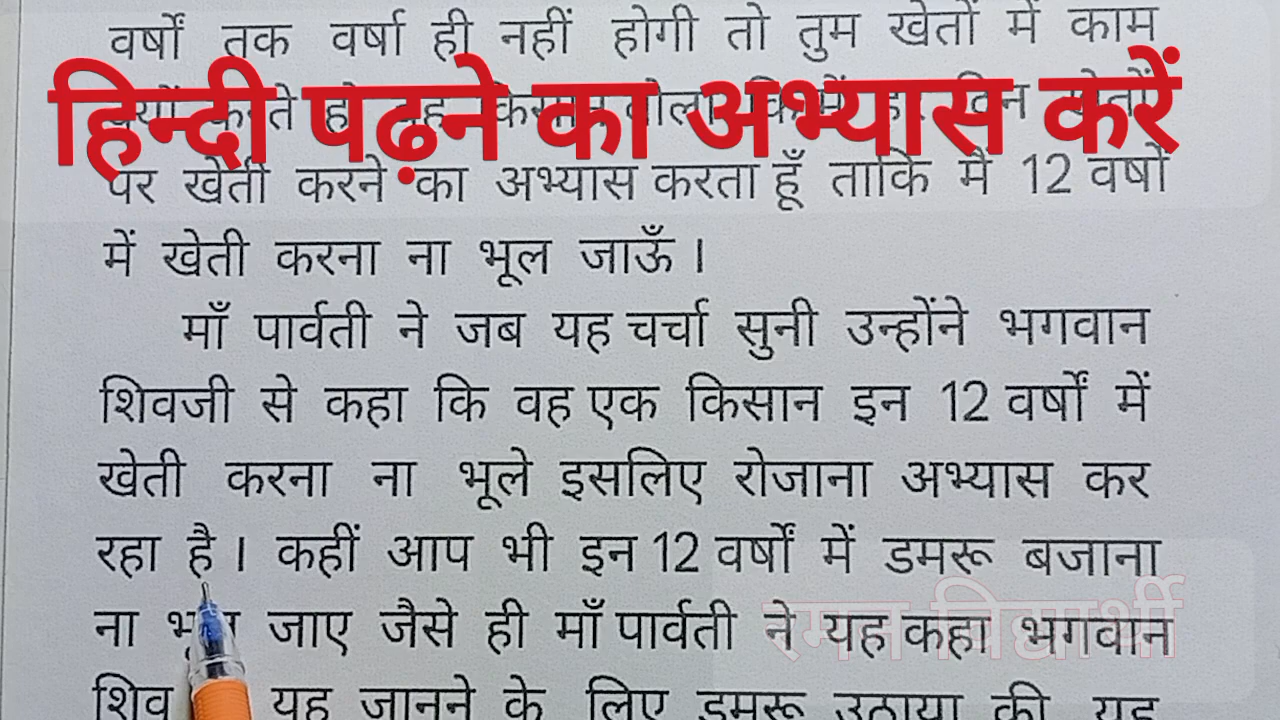 वर्षों तक वर्षा ही नहीं होगी तो तुम खेतों में काम
हिन्दी पढ़ने का अभ्यास करें
पर खेती करने का अभ्यास करता हूँ ताकि मैं 12 वर्षों
में खेती करना ना भूल जाऊँ ।
माँ पार्वती ने जब यह चर्चा सुनी उन्होंने भगवान
शिवजी से कहा कि वह एक किसान इन 12 वर्षों में
खेती करना ना भूले इसलिए रोजाना अभ्यास कर
रहा है । कहीं आप भी इन 12 वर्षों में डमरू बजाना
ना जाए जैसे ही माँ पार्वती ने यह कहा भगवान
शिव यह जानने के लिए डमरू उठाया की यह
रमन विद्यार्थी